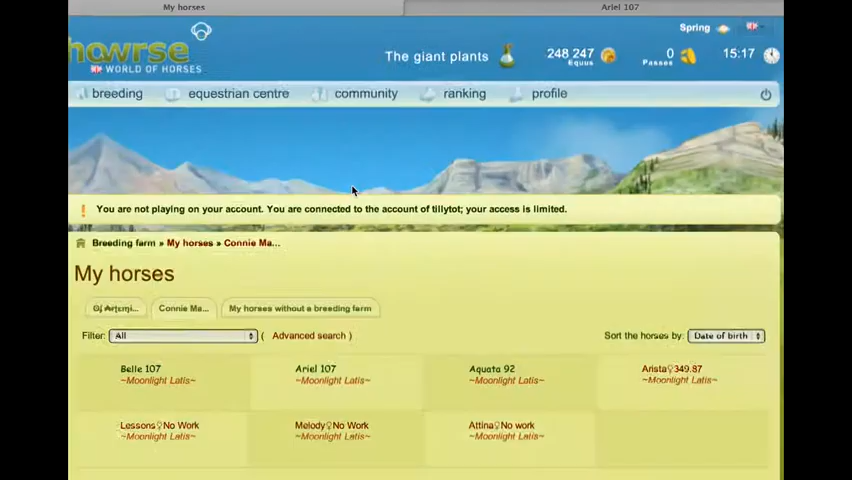 My horses
Ariel 107
Spring
howrse
WORLD OF HORSES
The giant plants
248 247
Equus
0
Passes
15:17
breeding
equestrian centre
community
ranking
profile
You are not playing on your account. You are connected to the account of tillytot; your access is limited.
Breeding farm » My horses » Connie Ma...
My horses
Connie Ma...
My horses without a breeding farm
Filter: All ( Advanced search )
Sort the horses by: Date of birth
Belle 107
~Moonlight Latis~
Ariel 107
~Moonlight Latis~
Aquata 92
~Moonlight Latis~
Arista♀349.87
~Moonlight Latis~
Lessons♀No Work
~Moonlight Latis~
Melody♀No Work
~Moonlight Latis~
Attina♀No work
~Moonlight Latis~